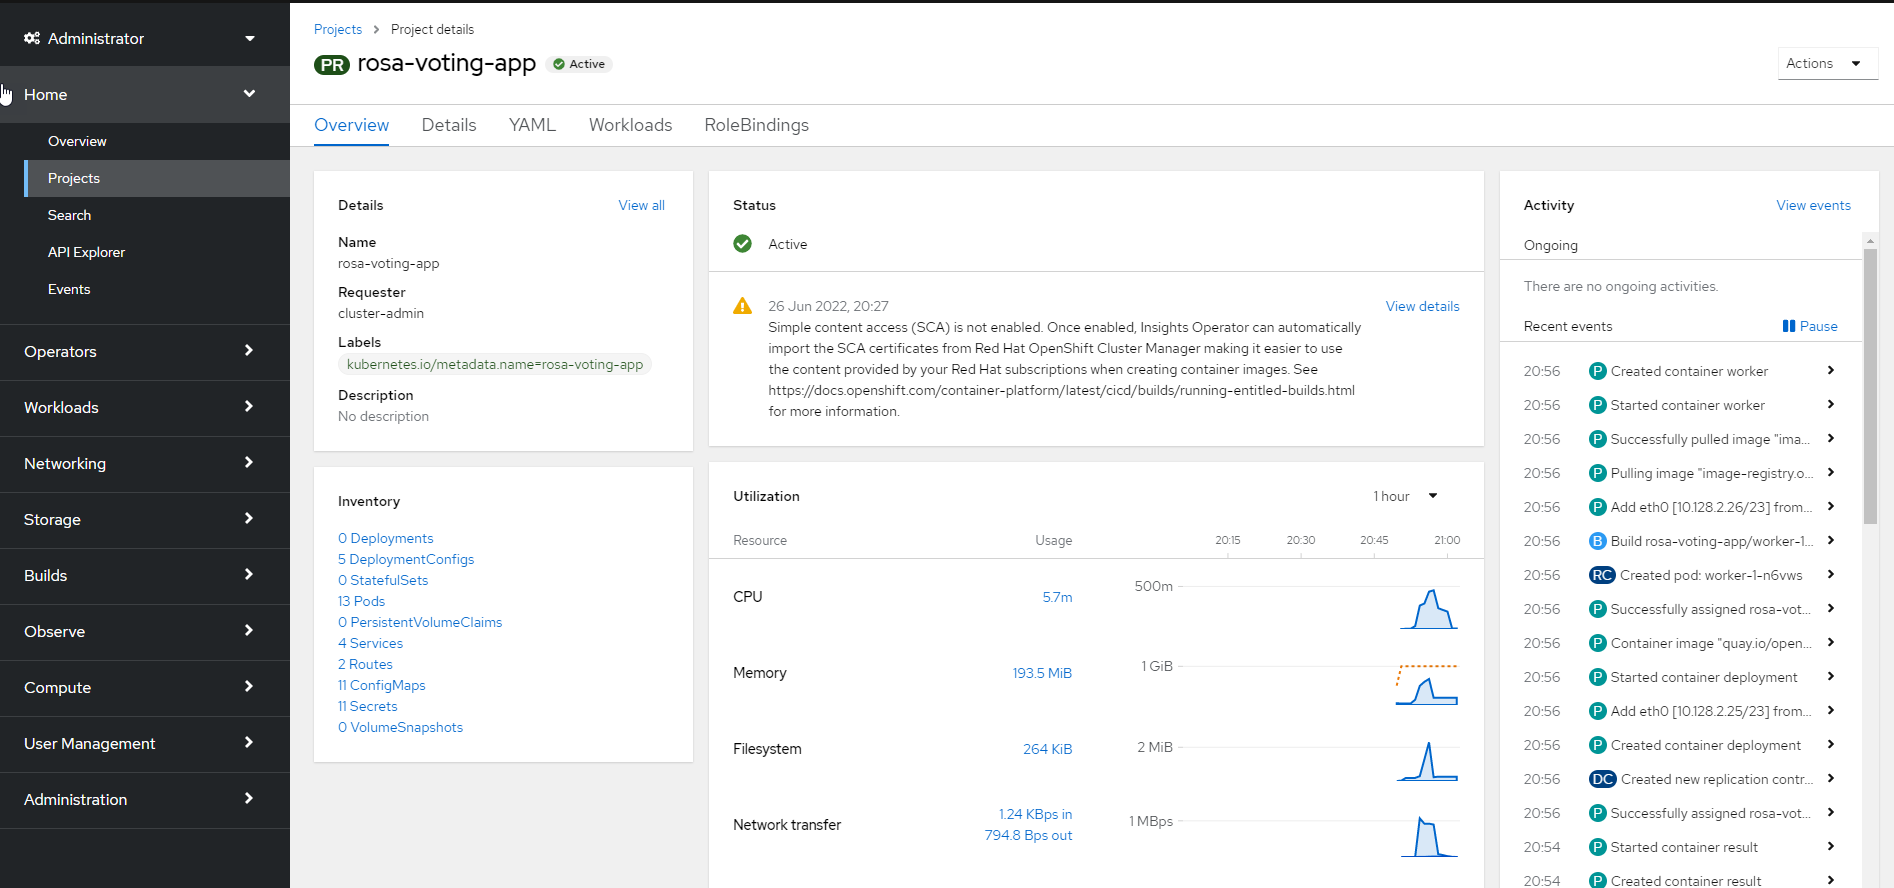 Administrator
Home
Overview
Projects
Search
API Explorer
Events
Operators
Workloads
Networking
Storage
Builds
Observe
Compute
User Management
Administration
Projects > Project details
PR rosa-voting-app Active
Actions
Overview Details YAML Workloads RoleBindings
Details View all
Name
rosa-voting-app
Requester
cluster-admin
Labels
kubernetes.io/metadata.name=rosa-voting-app
Description
No description
Inventory
0 Deployments
5 DeploymentConfigs
0 StatefulSets
13 Pods
0 PersistentVolumeClaims
4 Services
2 Routes
11 ConfigMaps
11 Secrets
0 VolumeSnapshots
Status
Active
26 Jun 2022, 20:27 View details
Simple content access (SCA) is not enabled. Once enabled, Insights Operator can automatically
import the SCA certificates from Red Hat OpenShift Cluster Manager making it easier to use
the content provided by your Red Hat subscriptions when creating container images. See
https://docs.openshift.com/container-platform/latest/cicd/builds/running-entitled-builds.html
for more information.
Utilization 1 hour
Resource Usage 20:15 20:30 20:45 21:00
CPU 5.7m 500m
Memory 193.5 MiB 1 GiB
Filesystem 264 KiB 2 MiB
Network transfer 1.24 KBps in 1 MBps
794.8 Bps out
Activity View events
Ongoing
There are no ongoing activities.
Recent events Pause
20:56 P Created container worker
20:56 P Started container worker
20:56 P Successfully pulled image "ima...
20:56 P Pulling image "image-registry.o...
20:56 P Add eth0 [10.128.2.26/23] from...
20:56 B Build rosa-voting-app/worker-1...
20:56 RC Created pod: worker-1-n6vws
20:56 P Successfully assigned rosa-vot...
20:56 P Container image "quay.io/open...
20:56 P Started container deployment
20:56 P Add eth0 [10.128.2.25/23] from...
20:56 P Created container deployment
20:56 DC Created new replication contr...
20:56 P Successfully assigned rosa-vot...
20:54 P Started container result
20:54 P Created container result